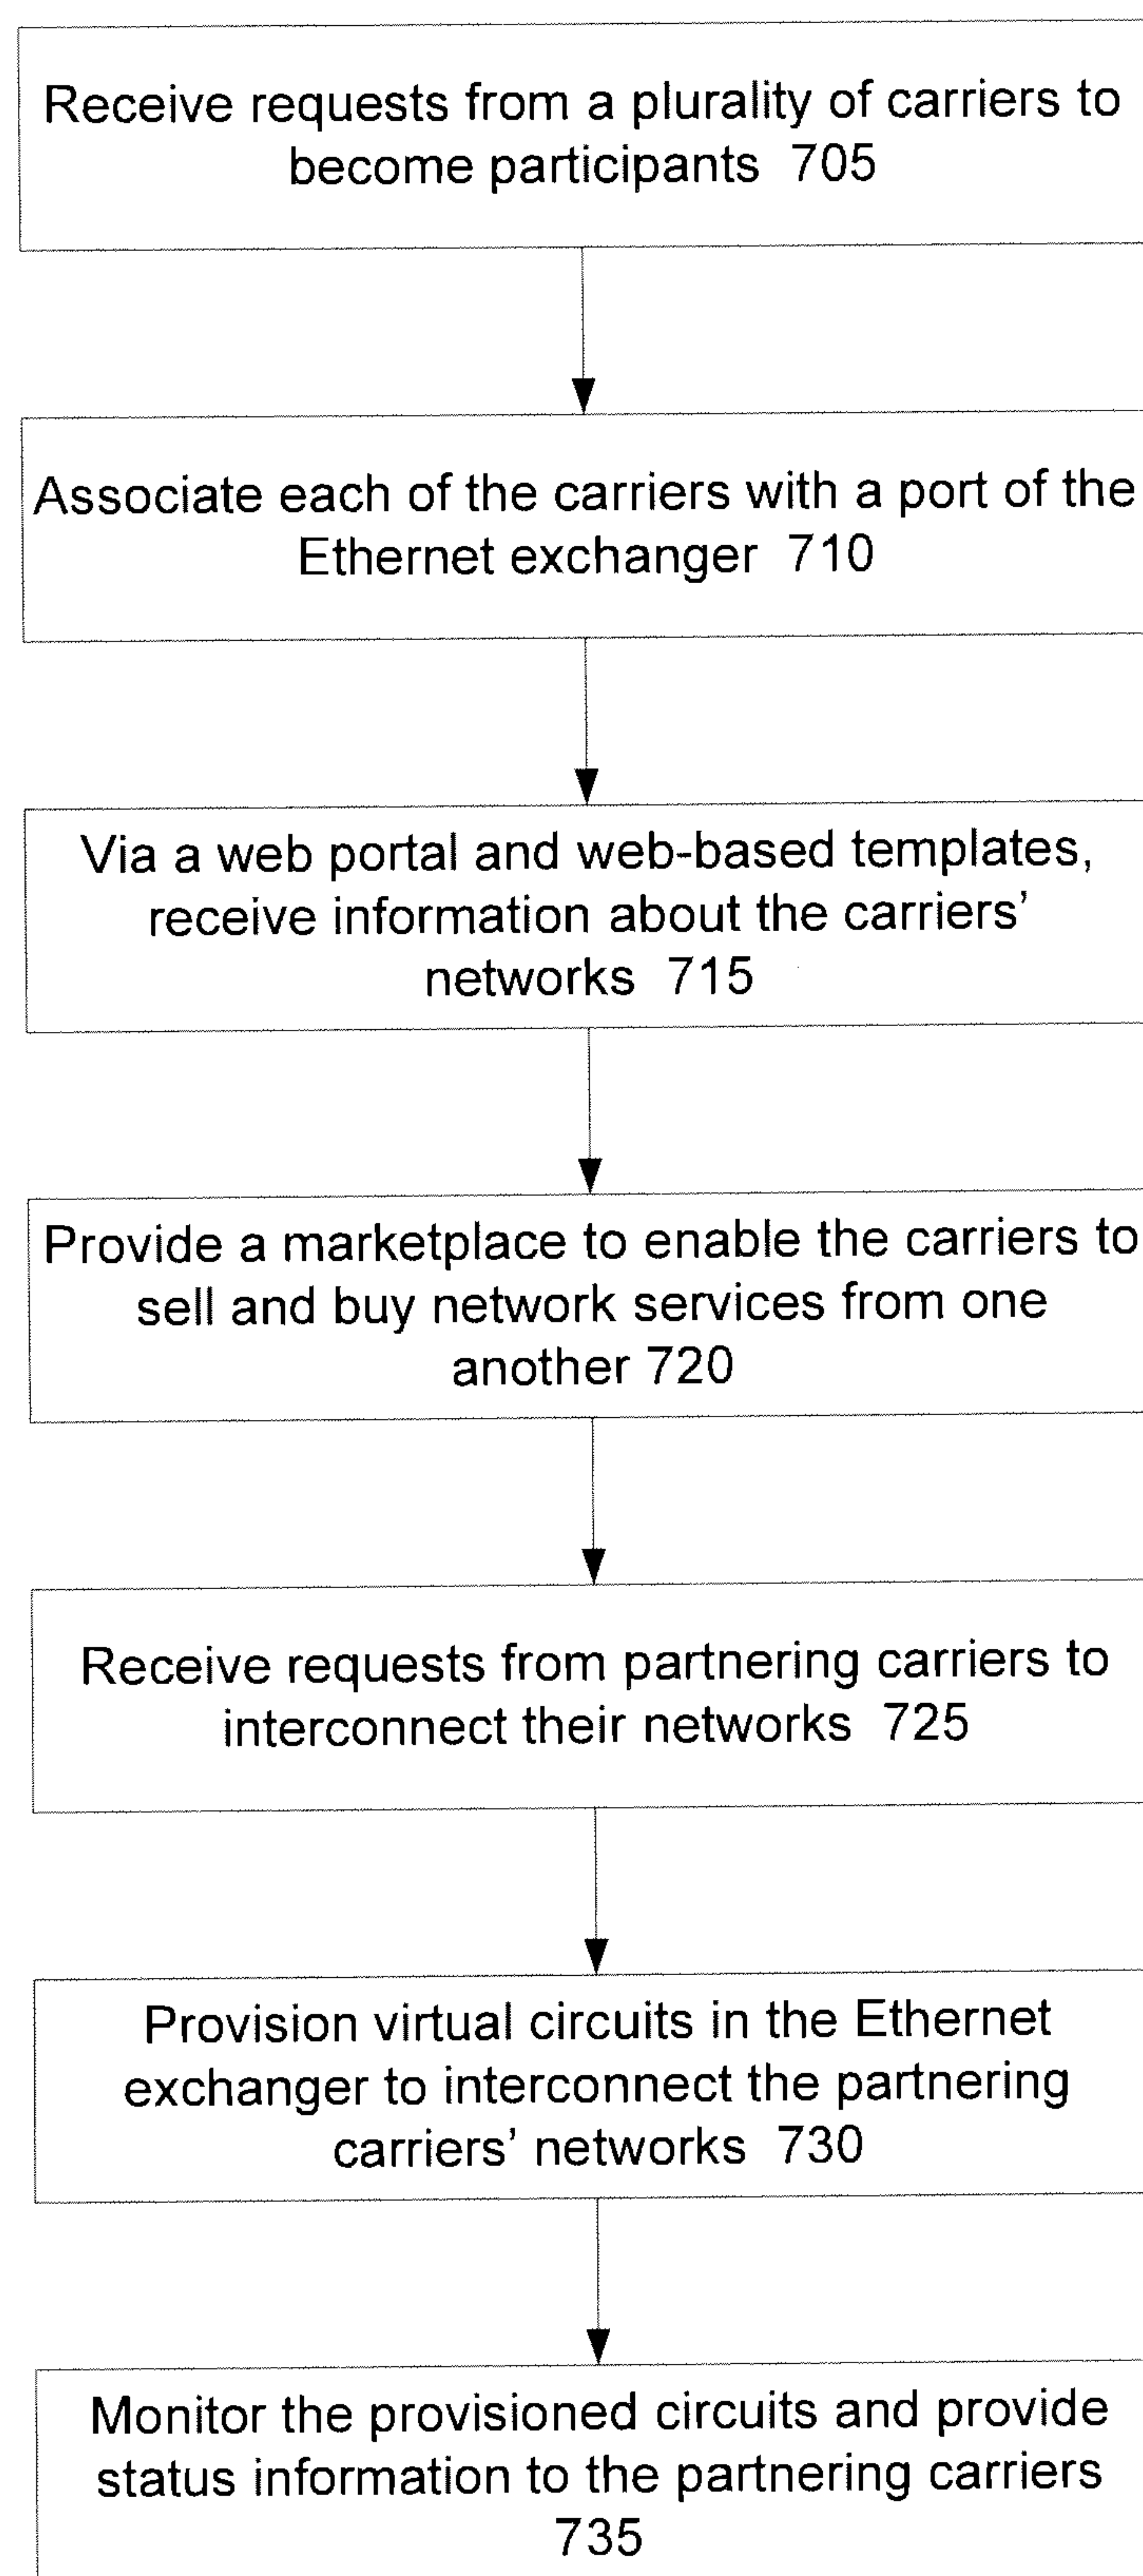 Receive requests from a plurality of carriers to
become participants 705
Associate each of the carriers with a port of the
Ethernet exchanger 710
Via a web portal and web-based templates,
receive information about the carriers’
networks 715
Provide a marketplace to enable the carriers to
sell and buy network services from one
another 720
Receive requests from partnering carriers to
interconnect their networks 725
Provision virtual circuits in the Ethernet
exchanger to interconnect the partnering
carriers’ networks 730
Monitor the provisioned circuits and provide
status information to the partnering carriers
735